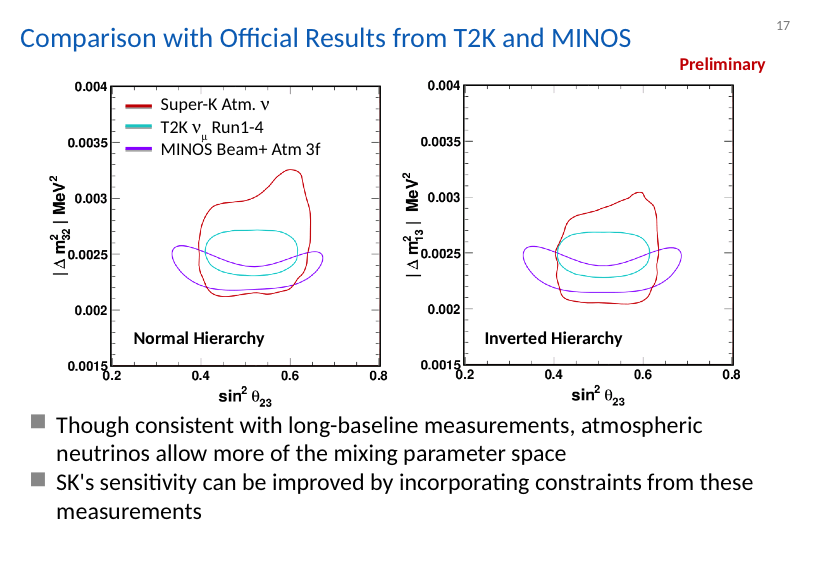 17
Comparison with Official Results from T2K and MINOS
Preliminary
Super-K Atm. ν
T2K νμ Run1-4
MINOS Beam+ Atm 3f
| Δ m²32 | MeV²
0.004
0.0035
0.003
0.0025
0.002
0.0015
Normal Hierarchy
0.2 0.4 0.6 0.8
sin² θ23
| Δ m²13 | MeV²
0.004
0.0035
0.003
0.0025
0.002
0.0015
Inverted Hierarchy
0.2 0.4 0.6 0.8
sin² θ23
Though consistent with long-baseline measurements, atmospheric
neutrinos allow more of the mixing parameter space
SK's sensitivity can be improved by incorporating constraints from these
measurements